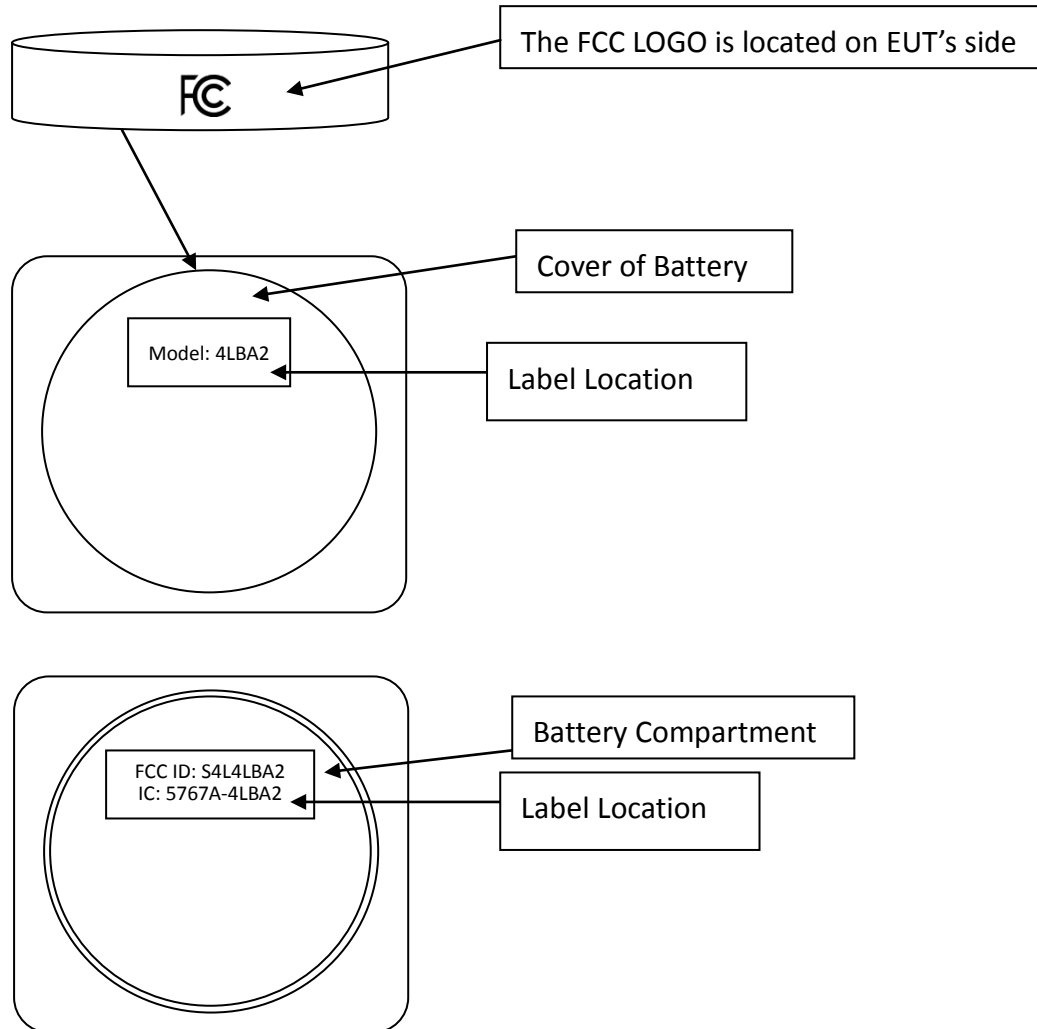 The FCC LOGO is located on EUT's side
FC
Cover of Battery
Model: 4LBA2
Label Location
Battery Compartment
FCC ID: S4L4LBA2
IC: 5767A-4LBA2
Label Location